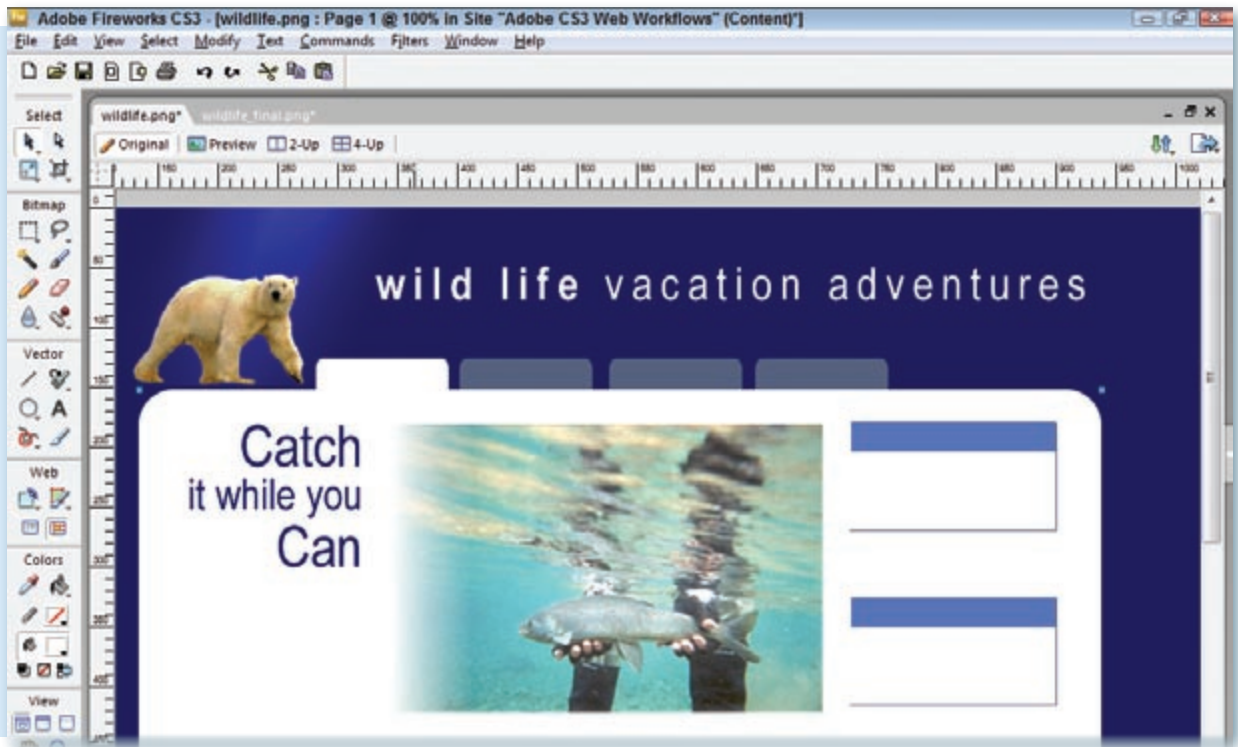 Adobe Fireworks CS3 - [wildlife.png : Page 1 @ 100% in Site "Adobe CS3 Web Workflows" (Content)*]
File Edit View Select Modify Text Commands Filters Window Help
Select
wildlife.png* wildlife_final.png*
Original Preview 2-Up 4-Up
Bitmap
wild life vacation adventures
Vector
Catch
it while you
Can
Web
Colors
View